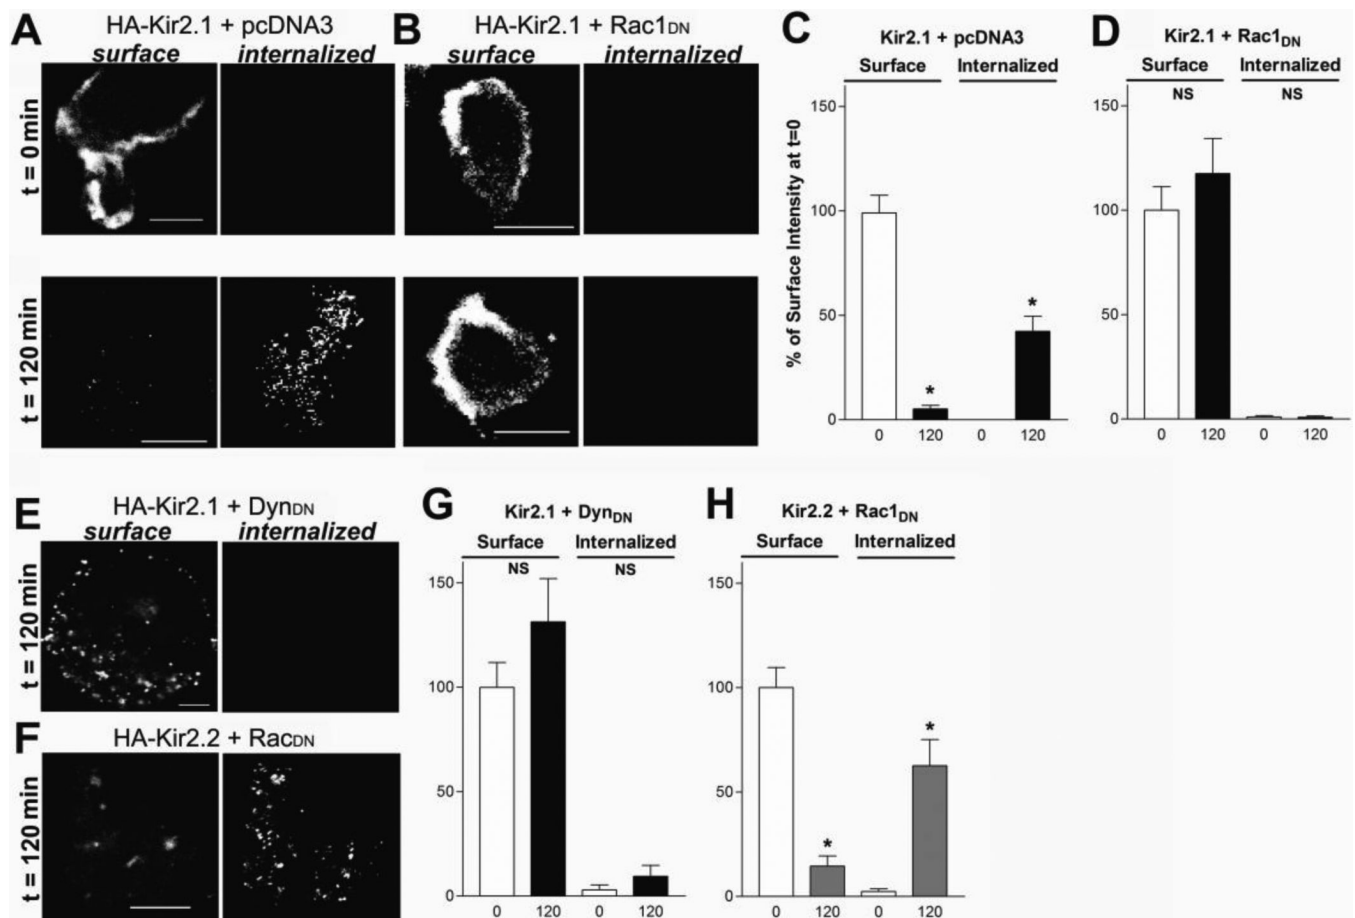 A
HA-Kir2.1 + pcDNA3
surface internalized
t = 0 min
t = 120 min
B
HA-Kir2.1 + Rac1DN
surface internalized
C
Kir2.1 + pcDNA3
Surface Internalized
% of Surface Intensity at t=0
150
100
50
0
*
*
0 120 0 120
D
Kir2.1 + Rac1DN
Surface Internalized
NS NS
150
100
50
0
0 120 0 120
E
HA-Kir2.1 + DynDN
surface internalized
t = 120 min
F
HA-Kir2.2 + RacDN
t = 120 min
G
Kir2.1 + DynDN
Surface Internalized
NS NS
150
100
50
0
0 120 0 120
H
Kir2.2 + Rac1DN
Surface Internalized
150
100
50
0
*
*
0 120 0 120